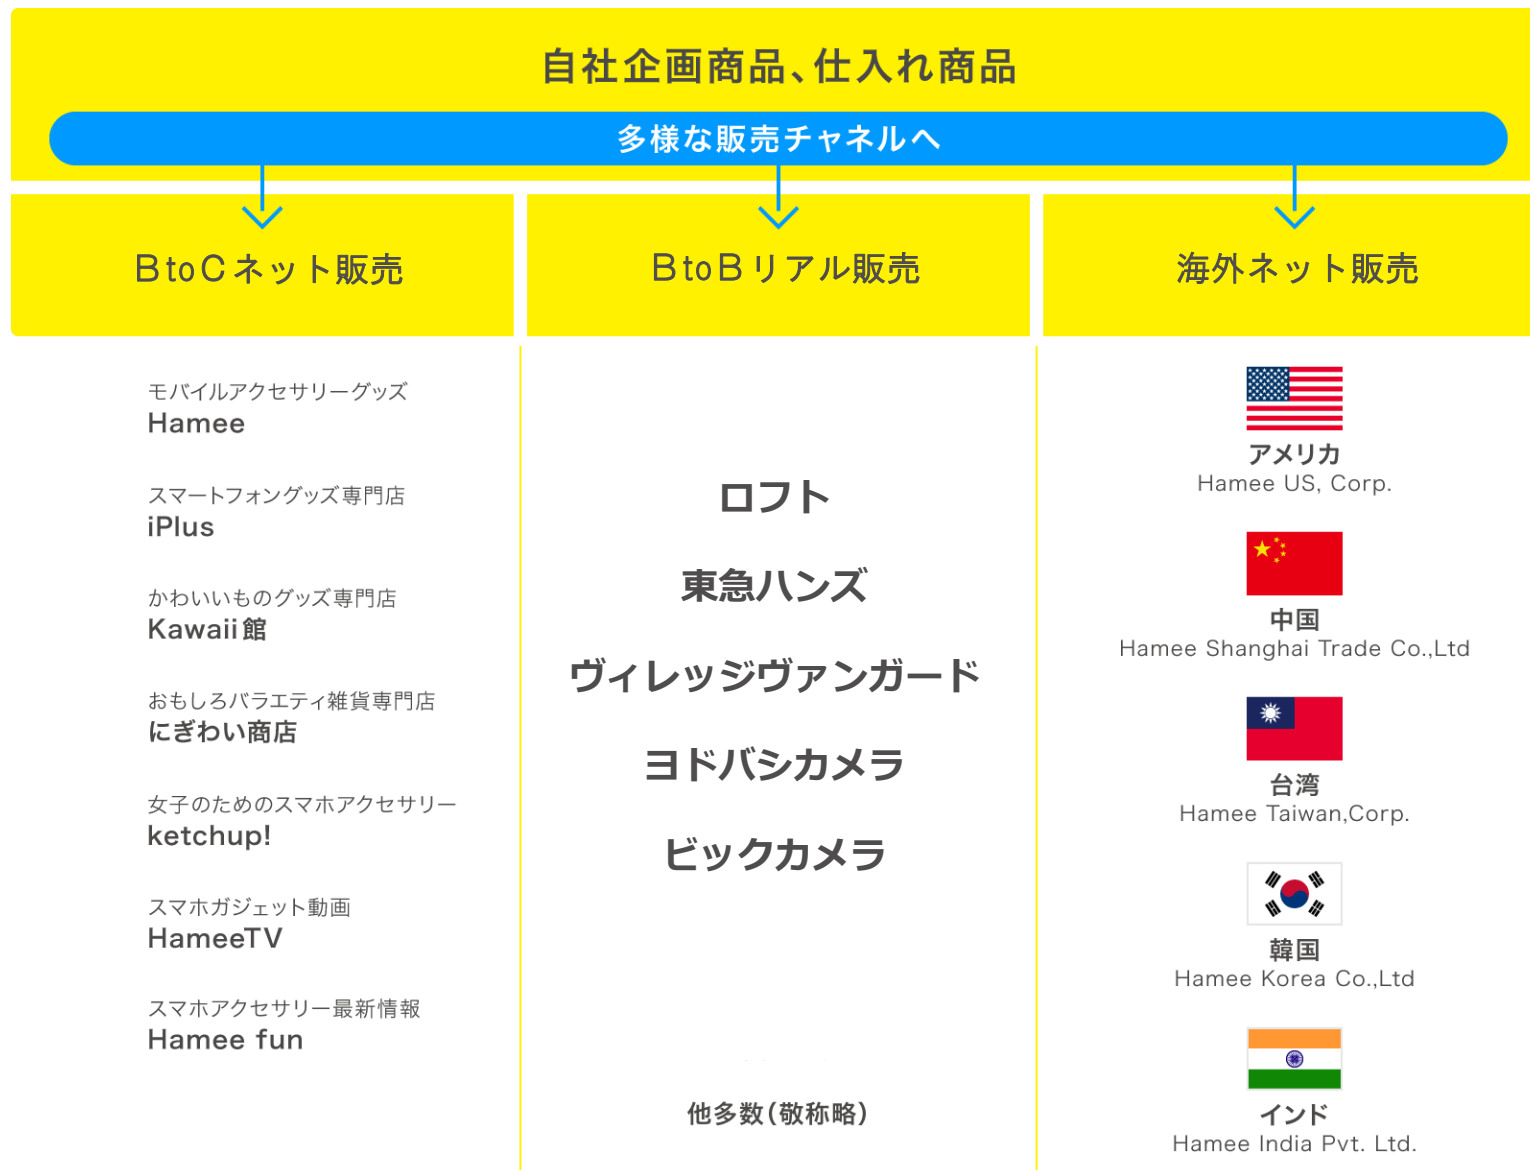 自社企画商品、仕入れ商品
多様な販売チャネルへ
BtoCネット販売
モバイルアクセサリーグッズ
Hamee
スマートフォングッズ専門店
iPlus
かわいいものグッズ専門店
Kawaii館
おもしろバラエティ雑貨専門店
にぎわい商店
女子のためのスマホアクセサリー
ketchup!
スマホガジェット動画
HameeTV
スマホアクセサリー最新情報
Hamee fun
BtoBリアル販売
ロフト
東急ハンズ
ヴィレッジヴァンガード
ヨドバシカメラ
ビックカメラ
他多数(敬称略)
海外ネット販売
アメリカ
Hamee US, Corp.
中国
Hamee Shanghai Trade Co.,Ltd
台湾
Hamee Taiwan,Corp.
韓国
Hamee Korea Co.,Ltd
インド
Hamee India Pvt. Ltd.